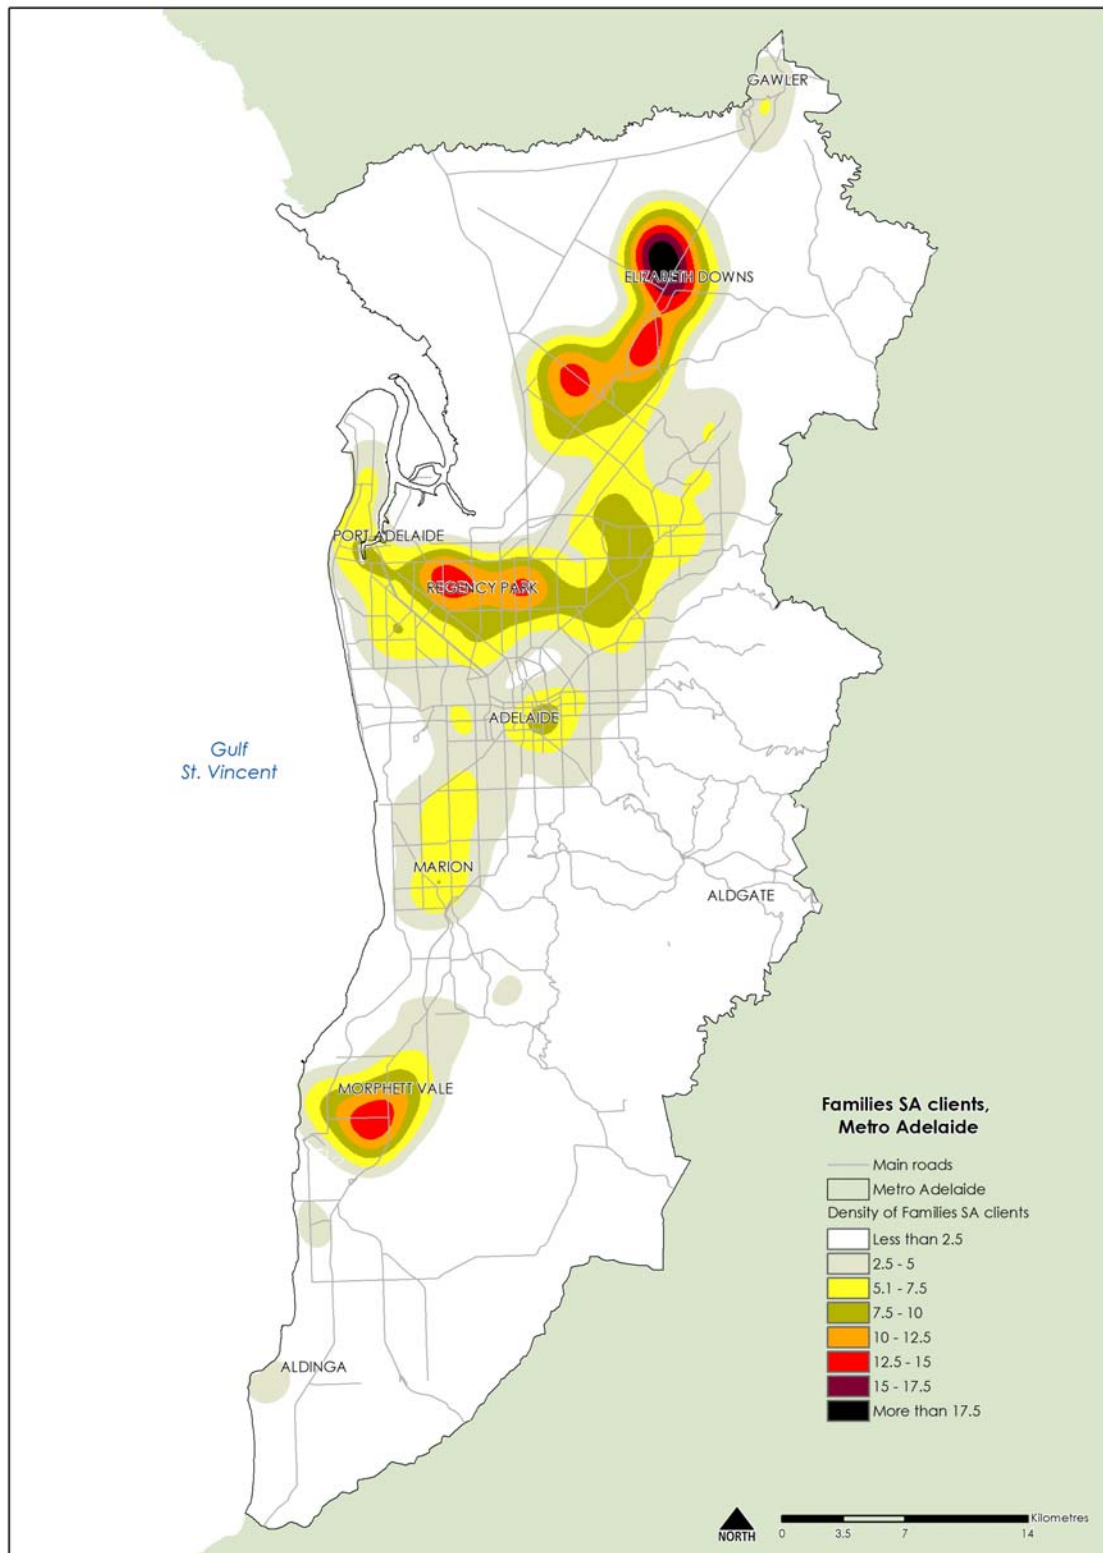 GAWLER
ELIZABETH DOWNS
PORT ADELAIDE
REGENCY PARK
ADELAIDE
Gulf
St. Vincent
MARION
ALDGATE
MORPHETT VALE
ALDINGA
Families SA clients,
Metro Adelaide
Main roads
Metro Adelaide
Density of Families SA clients
Less than 2.5
2.5 - 5
5.1 - 7.5
7.5 - 10
10 - 12.5
12.5 - 15
15 - 17.5
More than 17.5
NORTH
Kilometres
0 3.5 7 14